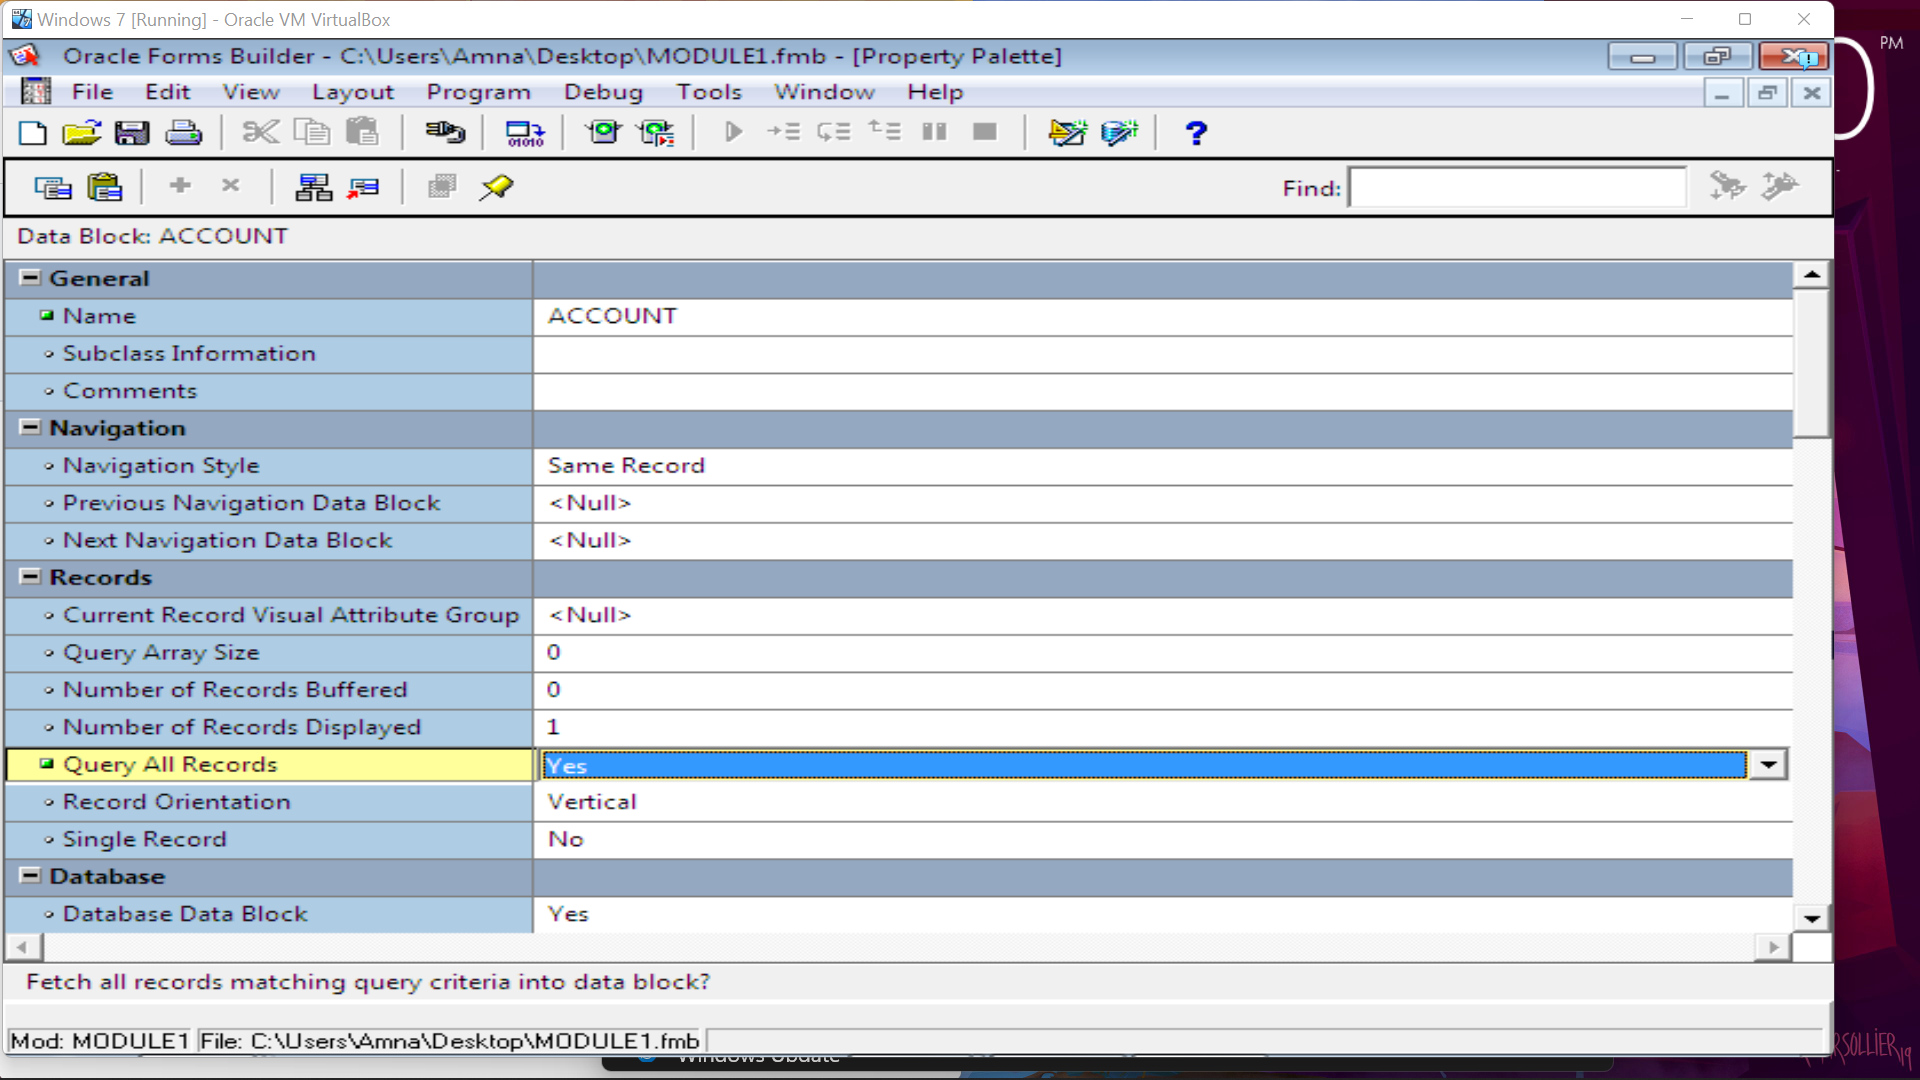 Windows 7 [Running] - Oracle VM VirtualBox
Oracle Forms Builder - C:\Users\Amna\Desktop\MODULE1.fmb - [Property Palette]
PM
File Edit View Layout Program Debug Tools Window Help
Find:
Data Block: ACCOUNT
General
Name ACCOUNT
Subclass Information
Comments
Navigation
Navigation Style Same Record
Previous Navigation Data Block <Null>
Next Navigation Data Block <Null>
Records
Current Record Visual Attribute Group <Null>
Query Array Size 0
Number of Records Buffered 0
Number of Records Displayed 1
Query All Records Yes
Record Orientation Vertical
Single Record No
Database
Database Data Block Yes
Fetch all records matching query criteria into data block?
Mod: MODULE1 File: C:\Users\Amna\Desktop\MODULE1.fmb
Windows Update